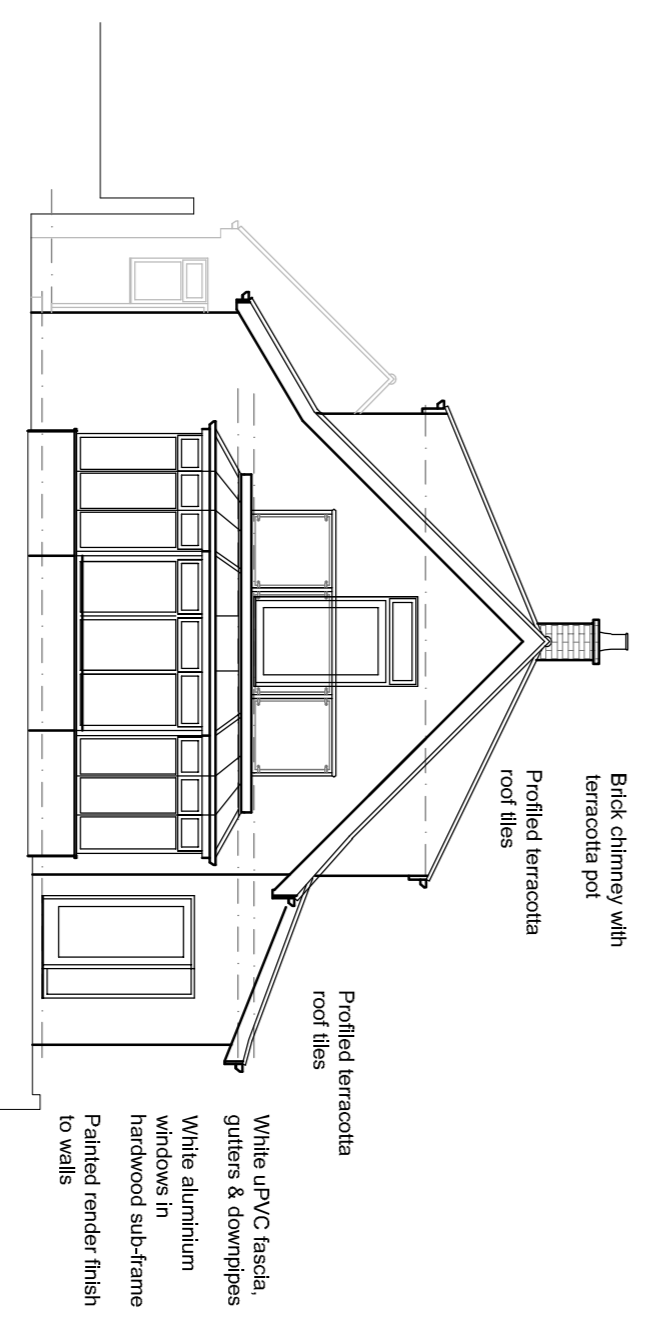 Brick chimney with
terracotta pot
Profiled terracotta
roof tiles
Profiled terracotta
roof tiles
White uPVC fascia,
gutters & downpipes
White aluminium
windows in
hardwood sub-frame
Painted render finish
to walls